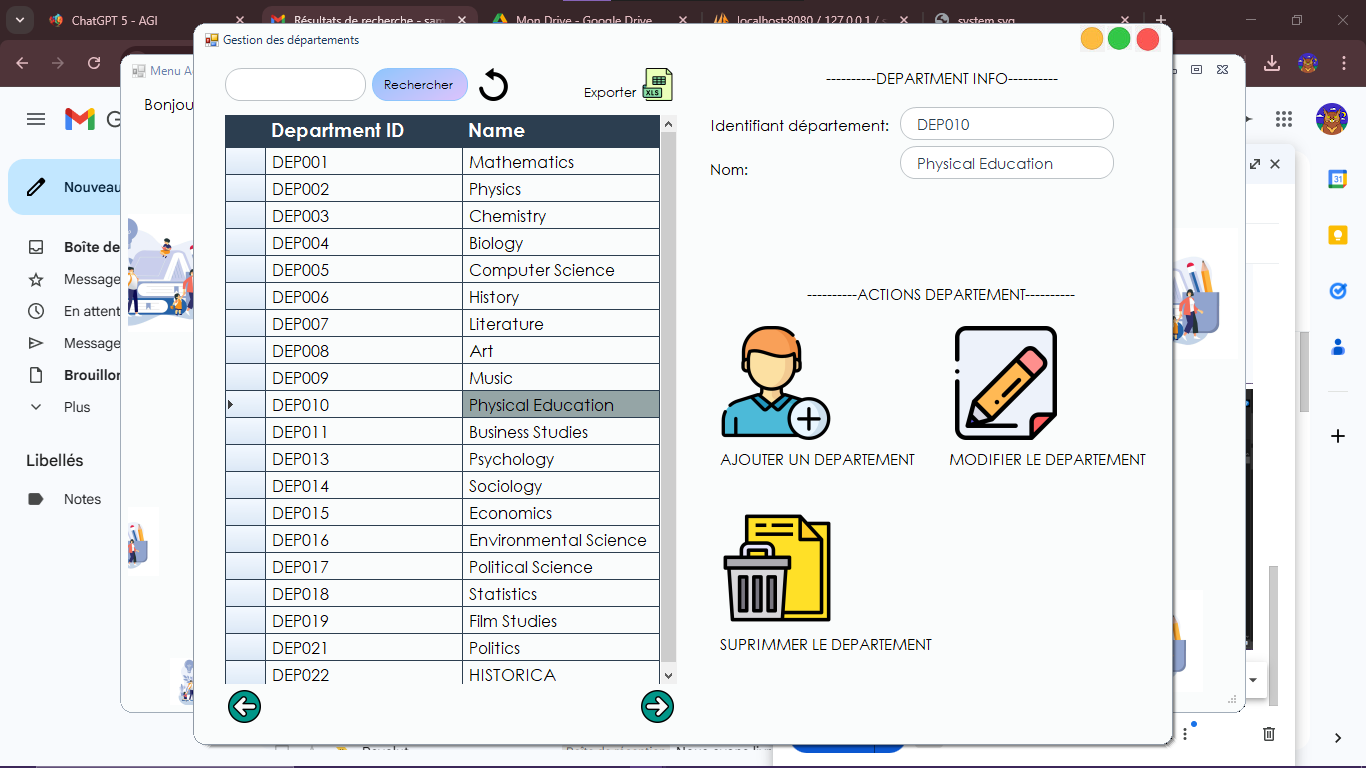 ChatGPT 5 - AGI
Résultats de recherche - sam
Mon Drive - Google Drive
localhost:8080 / 127.0.0.1 / s
system.svg
Menu A
Bonjou
Nouveau
Boîte de
Message
En attent
Message
Brouillon
Plus
Libellés
Notes
Gestion des départements
Rechercher
Exporter
XLS
Department ID Name
DEP001 Mathematics
DEP002 Physics
DEP003 Chemistry
DEP004 Biology
DEP005 Computer Science
DEP006 History
DEP007 Literature
DEP008 Art
DEP009 Music
DEP010 Physical Education
DEP011 Business Studies
DEP013 Psychology
DEP014 Sociology
DEP015 Economics
DEP016 Environmental Science
DEP017 Political Science
DEP018 Statistics
DEP019 Film Studies
DEP021 Politics
DEP022 HISTORICA
----------DEPARTMENT INFO----------
Identifiant département: DEP010
Nom: Physical Education
----------ACTIONS DEPARTEMENT----------
AJOUTER UN DEPARTEMENT
MODIFIER LE DEPARTEMENT
SUPRIMMER LE DEPARTEMENT
31